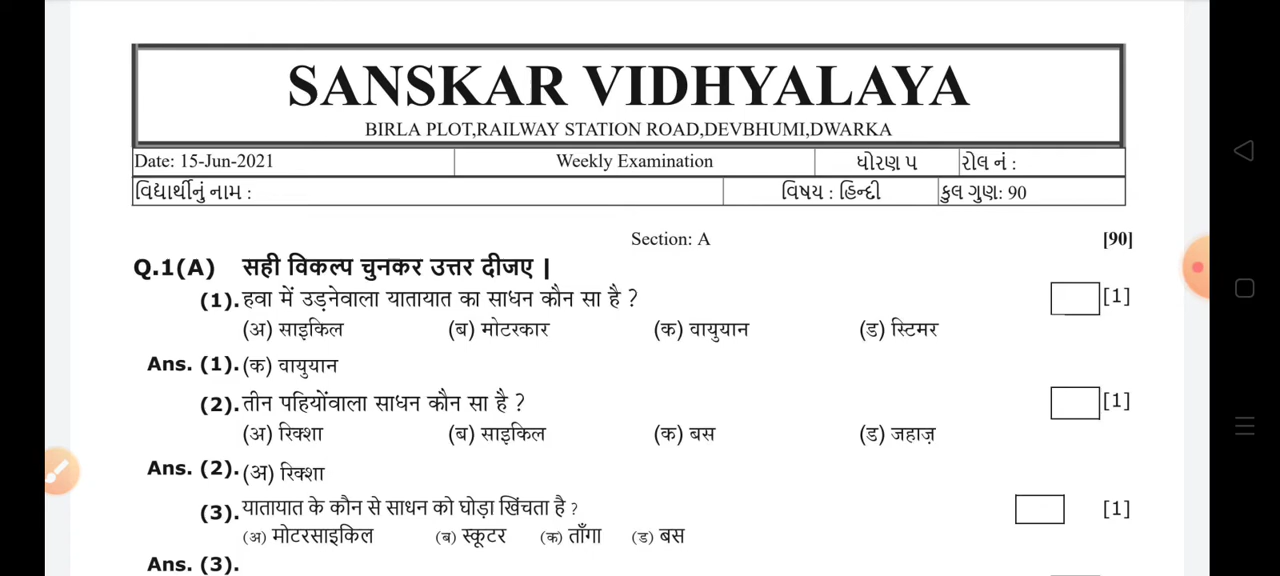 SANSKAR VIDHYALAYA
BIRLA PLOT,RAILWAY STATION ROAD,DEVBHUMI,DWARKA
Date: 15-Jun-2021 Weekly Examination ધોરણ ૫ રોલ નં :
વિદ્યાર્થીનું નામ : વિષય : હિન્દી કુલ ગુણ: 90
Section: A [90]
Q.1(A) सही विकल्प चुनकर उत्तर दीजए |
(1). हवा में उड़नेवाला यातायात का साधन कौन सा है ? [1]
(अ) साइकिल (ब) मोटरकार (क) वायुयान (ड) स्टिमर
Ans. (1). (क) वायुयान
(2). तीन पहियोंवाला साधन कौन सा है ? [1]
(अ) रिक्शा (ब) साइकिल (क) बस (ड) जहाज़
Ans. (2). (अ) रिक्शा
(3). यातायात के कौन से साधन को घोड़ा खिंचता है ? [1]
(अ) मोटरसाइकिल (ब) स्कूटर (क) ताँगा (ड) बस
Ans. (3).